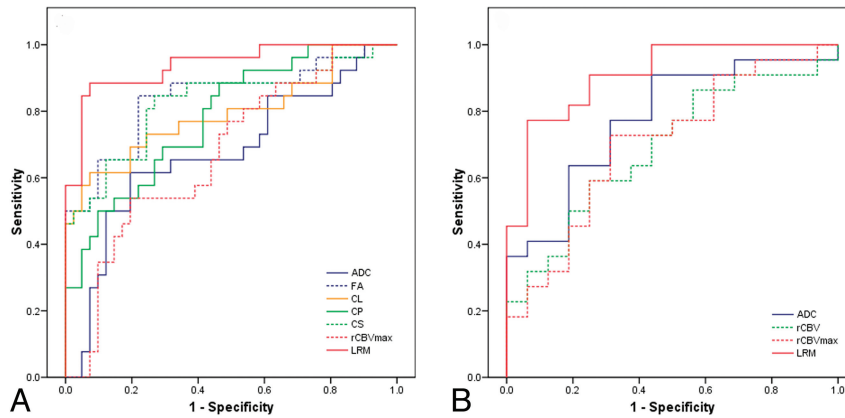 1.0
0.8
0.6
0.4
0.2
0.0
Sensitivity
0.0 0.2 0.4 0.6 0.8 1.0
1 - Specificity
ADC
FA
CL
CP
CS
rCBVmax
LRM
A
1.0
0.8
0.6
0.4
0.2
0.0
Sensitivity
0.0 0.2 0.4 0.6 0.8 1.0
1 - Specificity
ADC
rCBV
rCBVmax
LRM
B